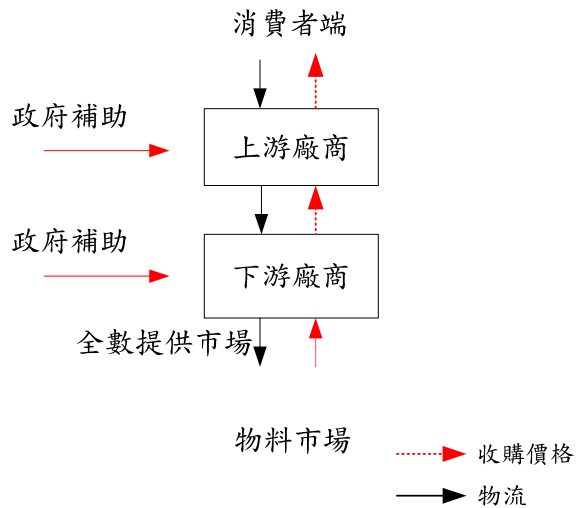 消費者端
政府補助
上游廠商
政府補助
下游廠商
全數提供市場
物料市場
收購價格
物流